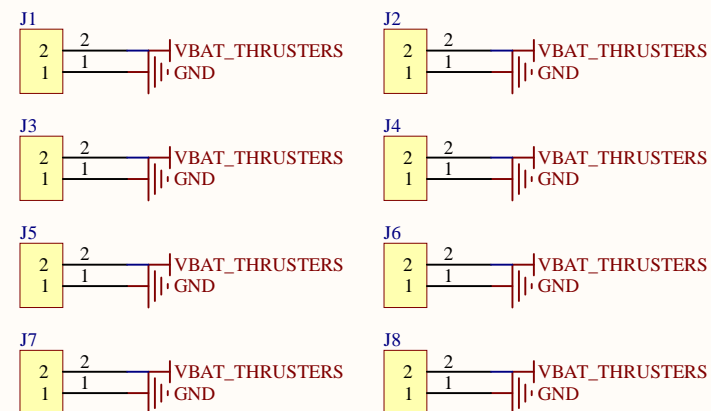 J1 J2
2 2 VBAT_THRUSTERS 2 2 VBAT_THRUSTERS
1 1 GND 1 1 GND
J3 J4
2 2 VBAT_THRUSTERS 2 2 VBAT_THRUSTERS
1 1 GND 1 1 GND
J5 J6
2 2 VBAT_THRUSTERS 2 2 VBAT_THRUSTERS
1 1 GND 1 1 GND
J7 J8
2 2 VBAT_THRUSTERS 2 2 VBAT_THRUSTERS
1 1 GND 1 1 GND